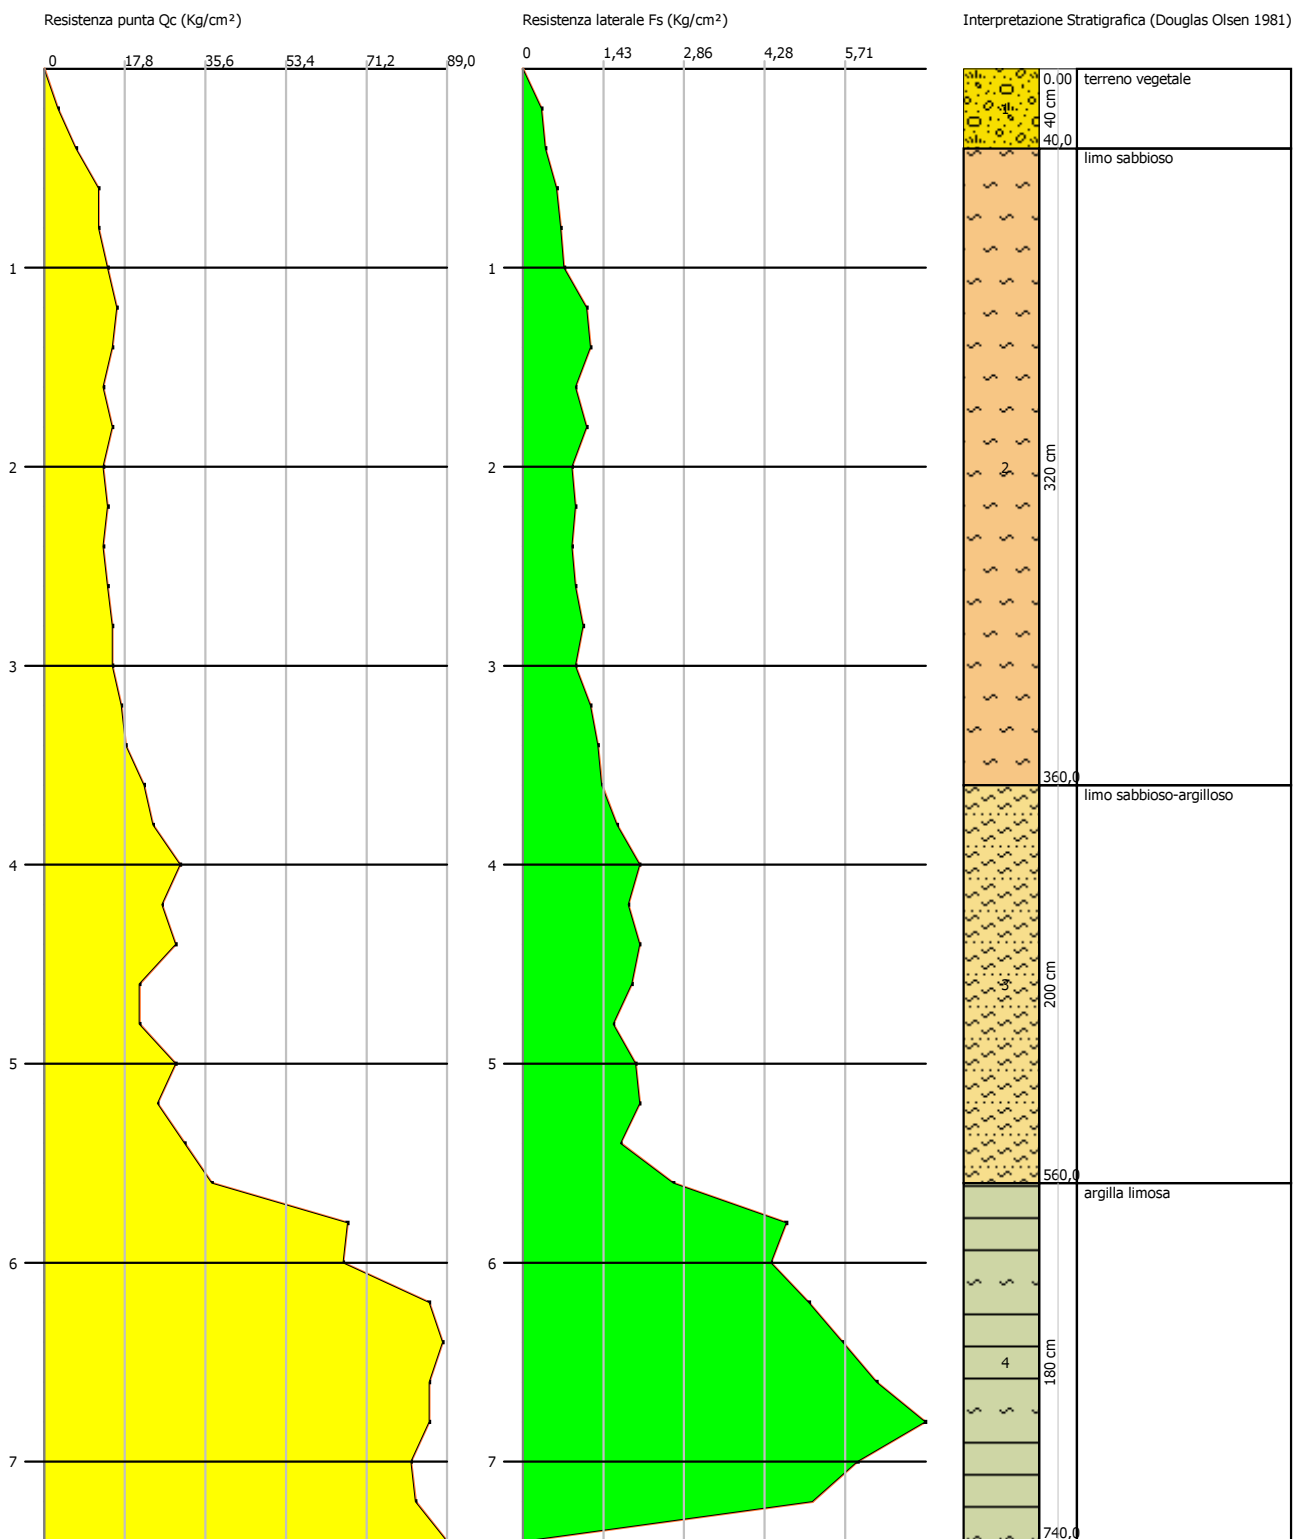 Resistenza punta Qc (Kg/cm²)
0 17,8 35,6 53,4 71,2 89,0
1
2
3
4
5
6
7
Resistenza laterale Fs (Kg/cm²)
0 1,43 2,86 4,28 5,71
1
2
3
4
5
6
7
Interpretazione Stratigrafica (Douglas Olsen 1981)
0.00
1
40 cm
40,0
terreno vegetale
limo sabbioso
2
320 cm
360,0
limo sabbioso-argilloso
3
200 cm
560,0
argilla limosa
4
180 cm
740,0